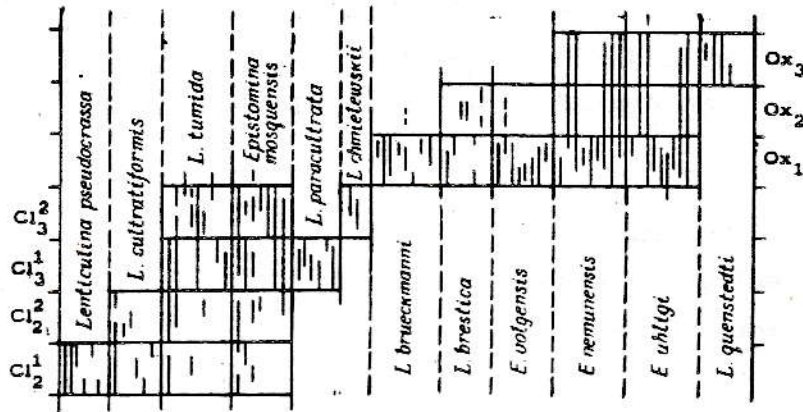 Cl₃²
Cl₃¹
Cl₂²
Cl₂¹
Lenticulina pseudocrassa
L. cultratiformis
L. tumida
Epistomina
mosquensis
L. paracultrata
L. chmielewskii
L. brueckmanni
L. brestica
E. volgensis
E nemunensis
E uhligi
L. quenstedti
Ox₃
Ox₂
Ox₁